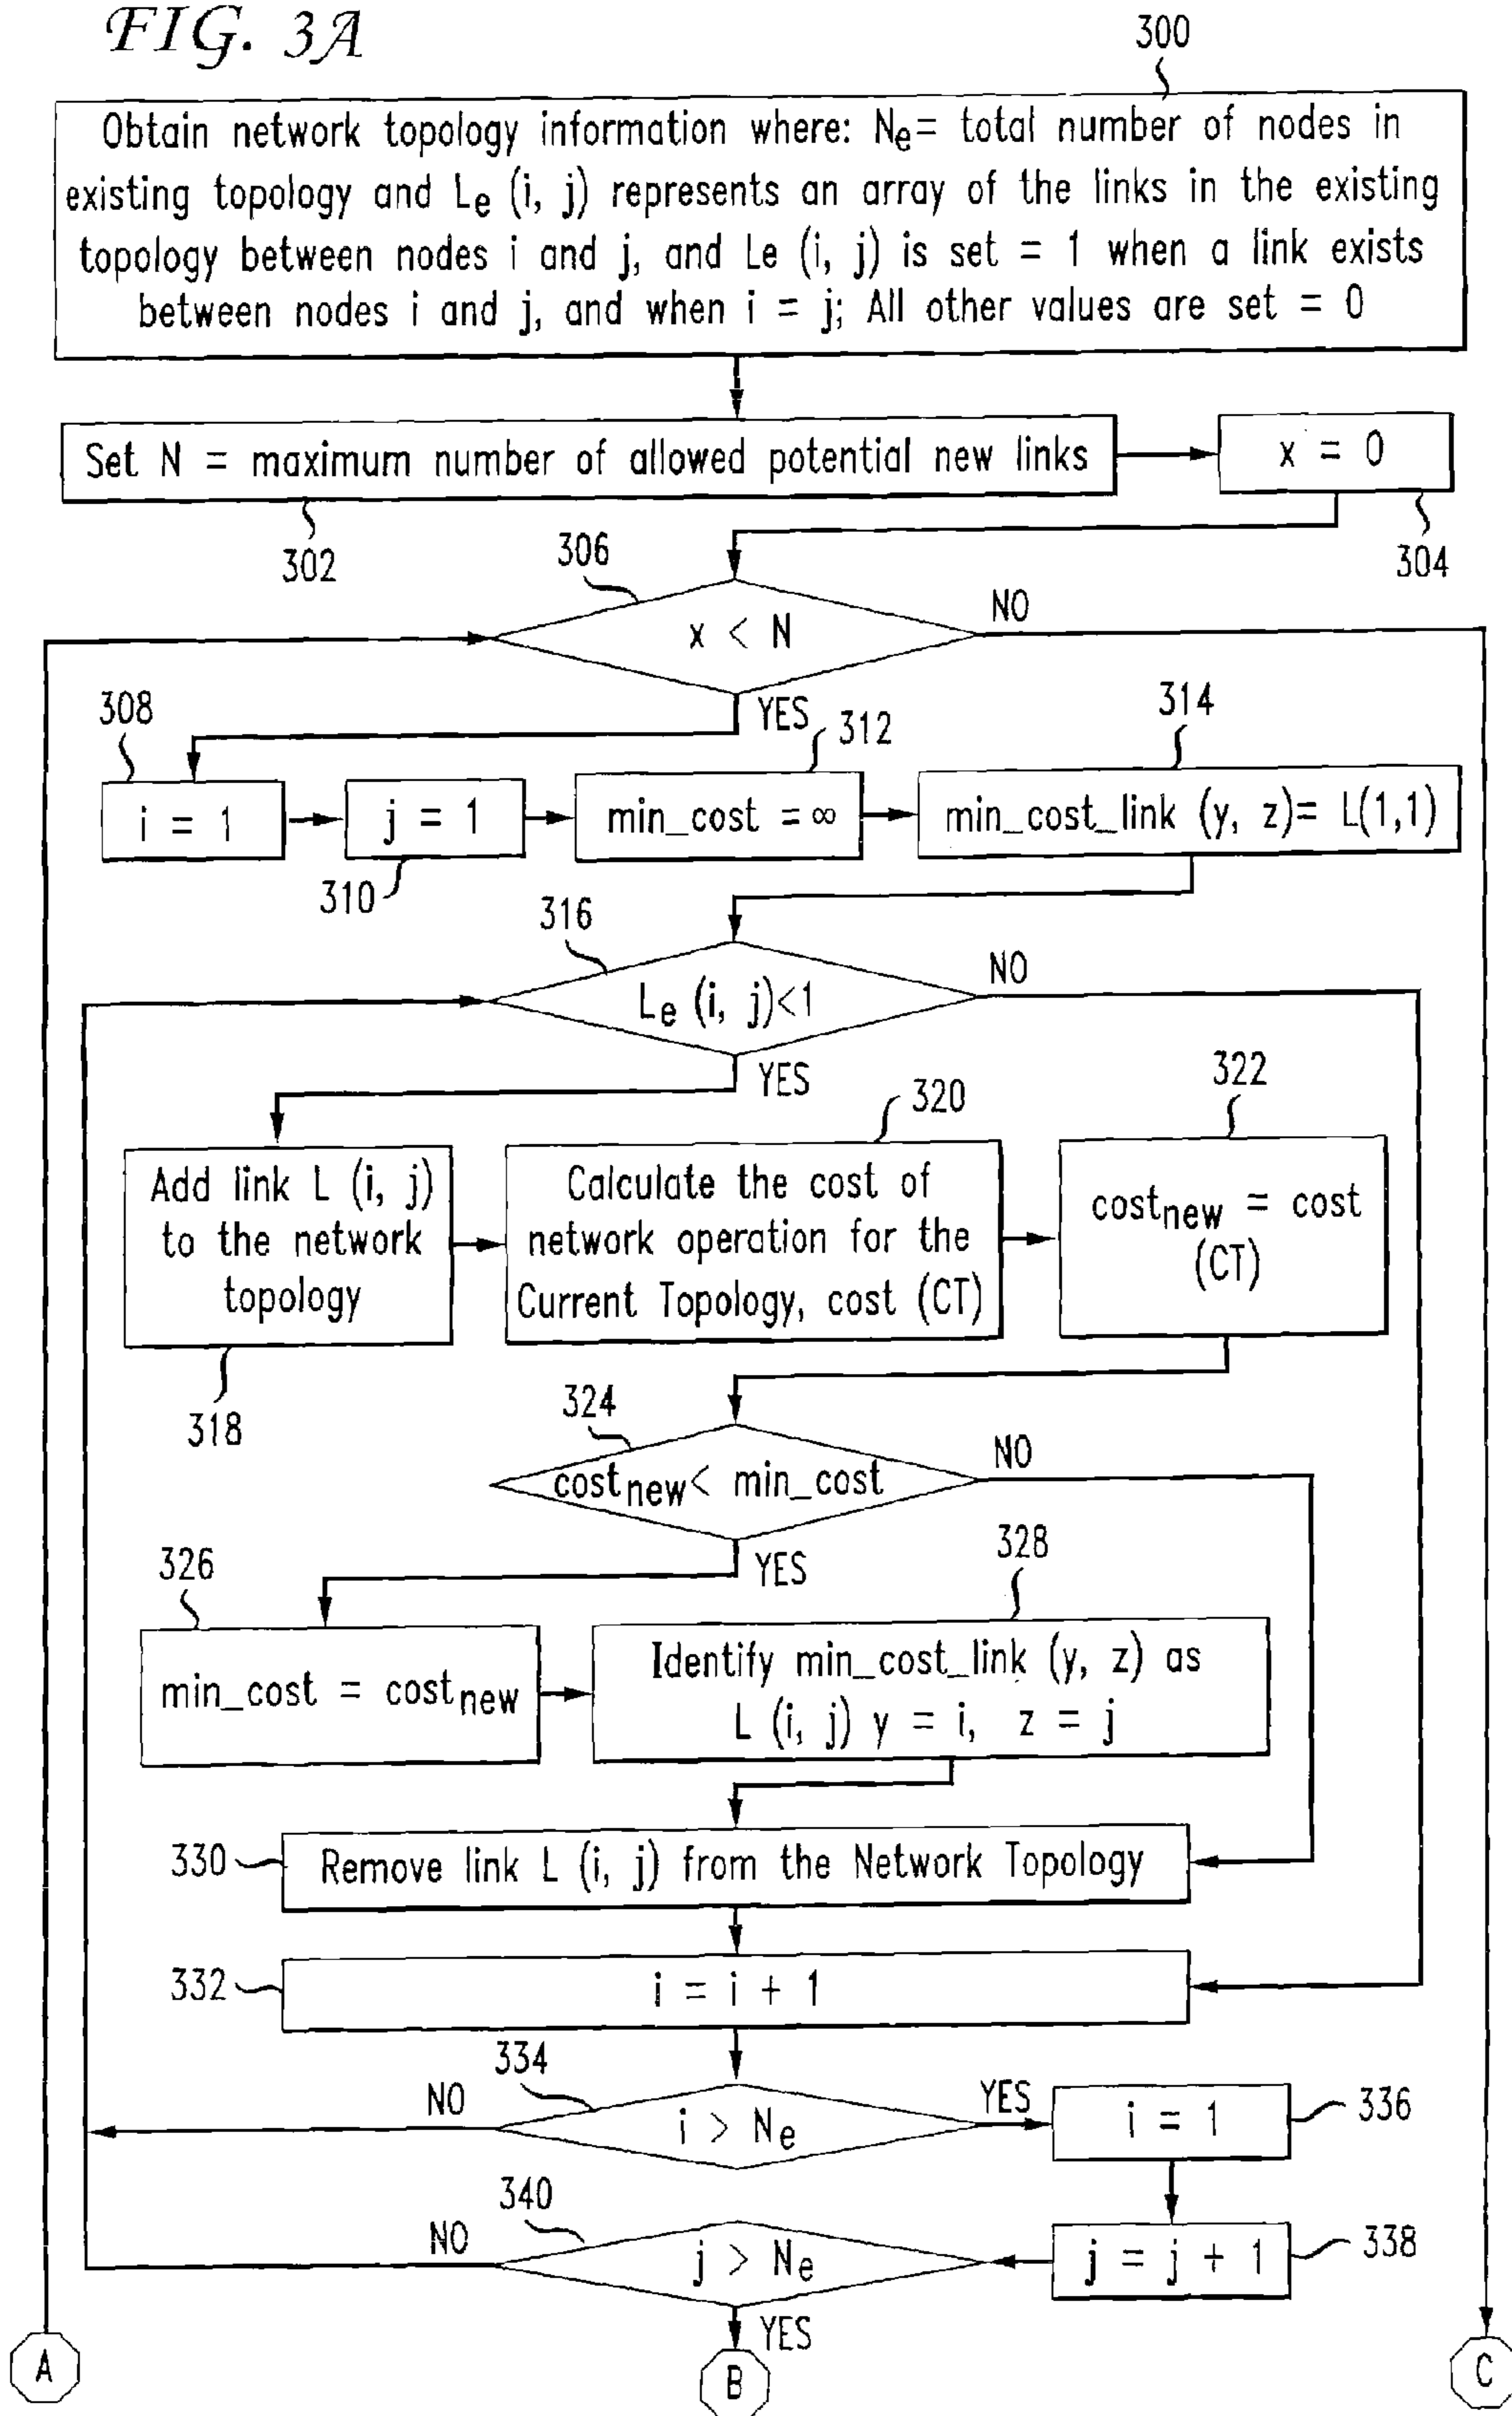 FIG. 3A
300
Obtain network topology information where: Ne= total number of nodes in
existing topology and Le (i, j) represents an array of the links in the existing
topology between nodes i and j, and Le (i, j) is set = 1 when a link exists
between nodes i and j, and when i = j; All other values are set = 0
Set N = maximum number of allowed potential new links
x = 0
302
304
306
x < N
NO
YES
308
312
314
i = 1
j = 1
min_cost = ∞
min_cost_link (y, z)= L(1,1)
310
316
Le (i, j)<1
NO
YES
320
322
Add link L (i, j)
to the network
topology
Calculate the cost of
network operation for the
Current Topology, cost (CT)
costnew = cost
(CT)
318
324
costnew< min_cost
NO
YES
326
328
min_cost = costnew
Identify min_cost_link (y, z) as
L (i, j) y = i, z = j
330
Remove link L (i, j) from the Network Topology
332
i = i + 1
334
NO
i > Ne
YES
i = 1
336
340
NO
j > Ne
j = j + 1
338
YES
A
B
C